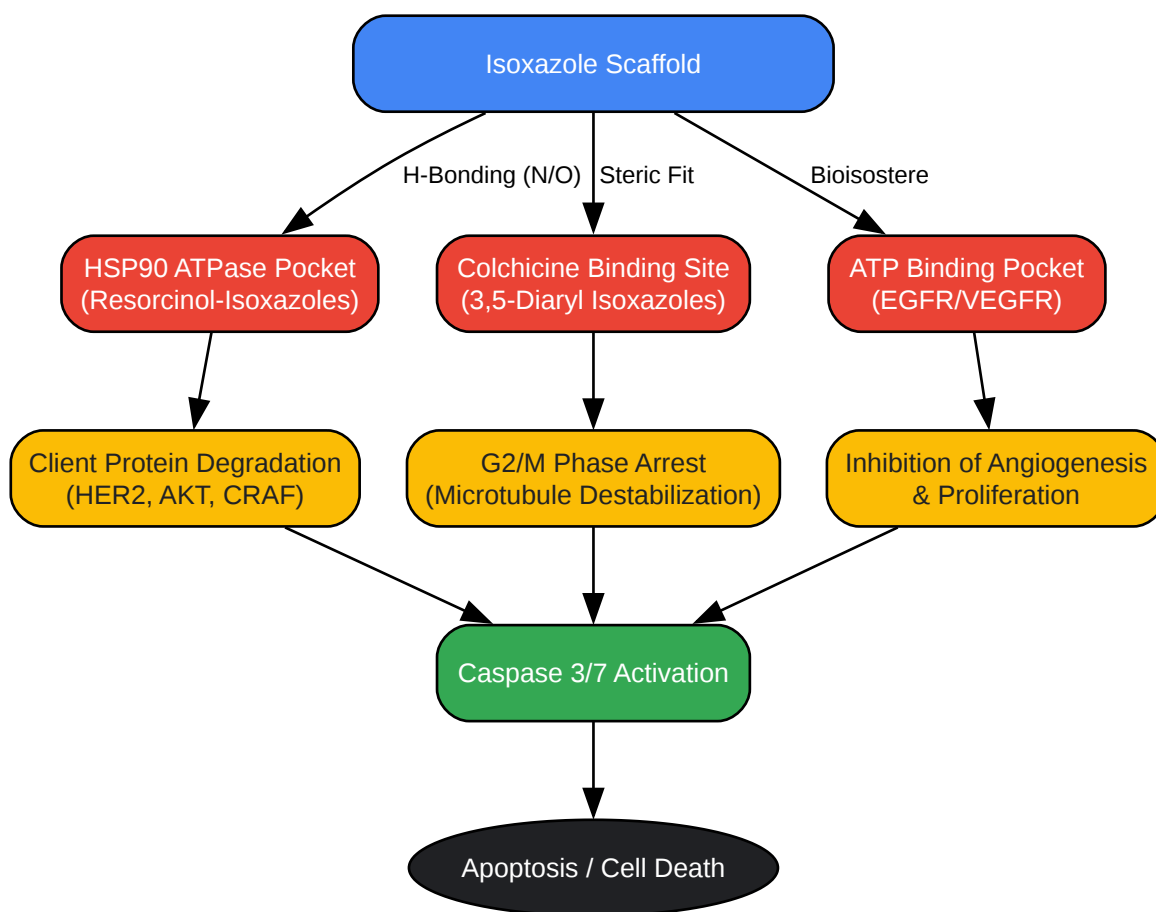 Isoxazole Scaffold
H-Bonding (N/O)
Steric Fit
Bioisostere
HSP90 ATPase Pocket
(Resorcinol-Isoxazoles)
Colchicine Binding Site
(3,5-Diaryl Isoxazoles)
ATP Binding Pocket
(EGFR/VEGFR)
Client Protein Degradation
(HER2, AKT, CRAF)
G2/M Phase Arrest
(Microtubule Destabilization)
Inhibition of Angiogenesis
& Proliferation
Caspase 3/7 Activation
Apoptosis / Cell Death